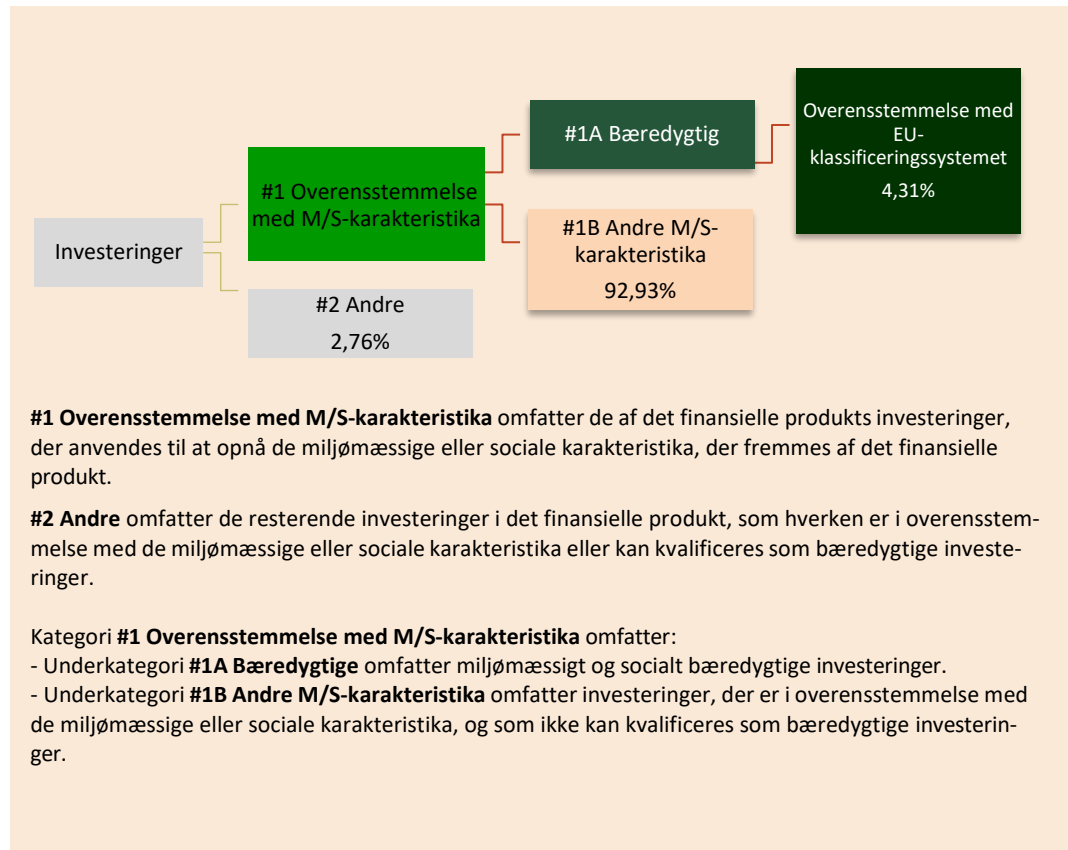 Investeringer
#1 Overensstemmelse
med M/S-karakteristika
#2 Andre
2,76%
#1A Bæredygtig
#1B Andre M/S-
karakteristika
92,93%
Overensstemmelse med
EU-
klassificeringssystemet
4,31%
#1 Overensstemmelse med M/S-karakteristika omfatter de af det finansielle produkts investeringer,
der anvendes til at opnå de miljømæssige eller sociale karakteristika, der fremmes af det finansielle
produkt.
#2 Andre omfatter de resterende investeringer i det finansielle produkt, som hverken er i overensstem-
melse med de miljømæssige eller sociale karakteristika eller kan kvalificeres som bæredygtige investe-
ringer.
Kategori #1 Overensstemmelse med M/S-karakteristika omfatter:
- Underkategori #1A Bæredygtige omfatter miljømæssigt og socialt bæredygtige investeringer.
- Underkategori #1B Andre M/S-karakteristika omfatter investeringer, der er i overensstemmelse med
de miljømæssige eller sociale karakteristika, og som ikke kan kvalificeres som bæredygtige investerin-
ger.